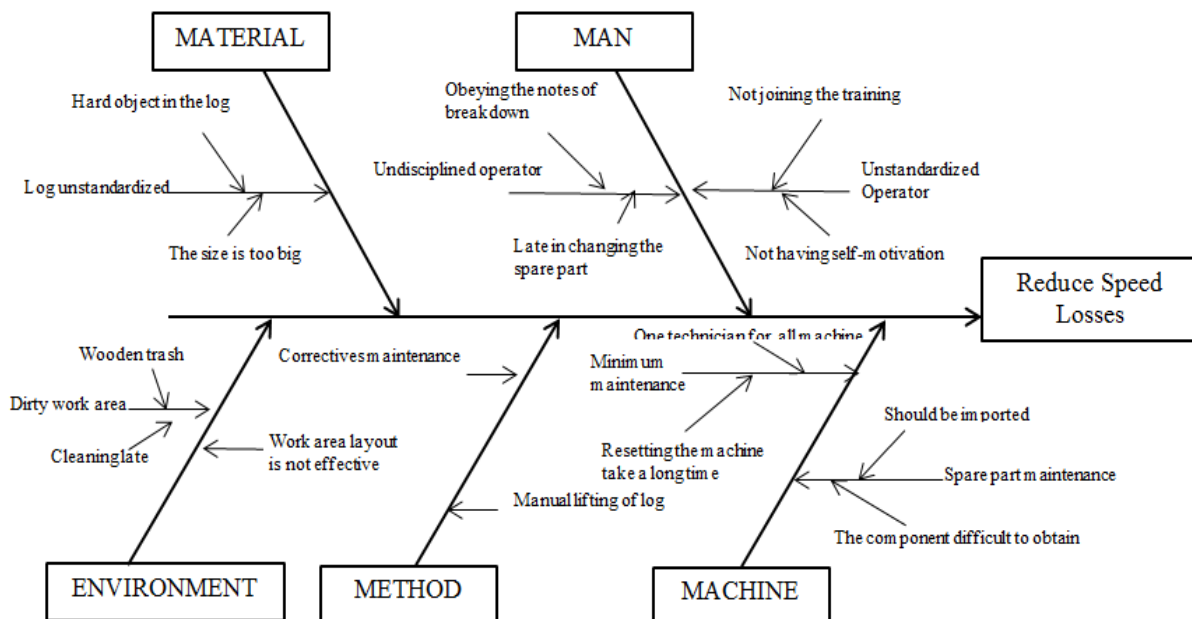 MATERIAL
MAN
Hard object in the log
Obeying the notes of
breakdown
Not joining the training
Log unstandardized
Undisciplined operator
Unstandardized
Operator
The size is too big
Late in changing the
spare part
Not having self-motivation
Reduce Speed
Losses
One technician for all machine
Wooden trash
Correctives maintenance
Minimum
maintenance
Dirty work area
Should be imported
Cleaning late
Work area layout
is not effective
Resetting the machine
take a long time
Spare part maintenance
Manual lifting of log
The component difficult to obtain
ENVIRONMENT
METHOD
MACHINE